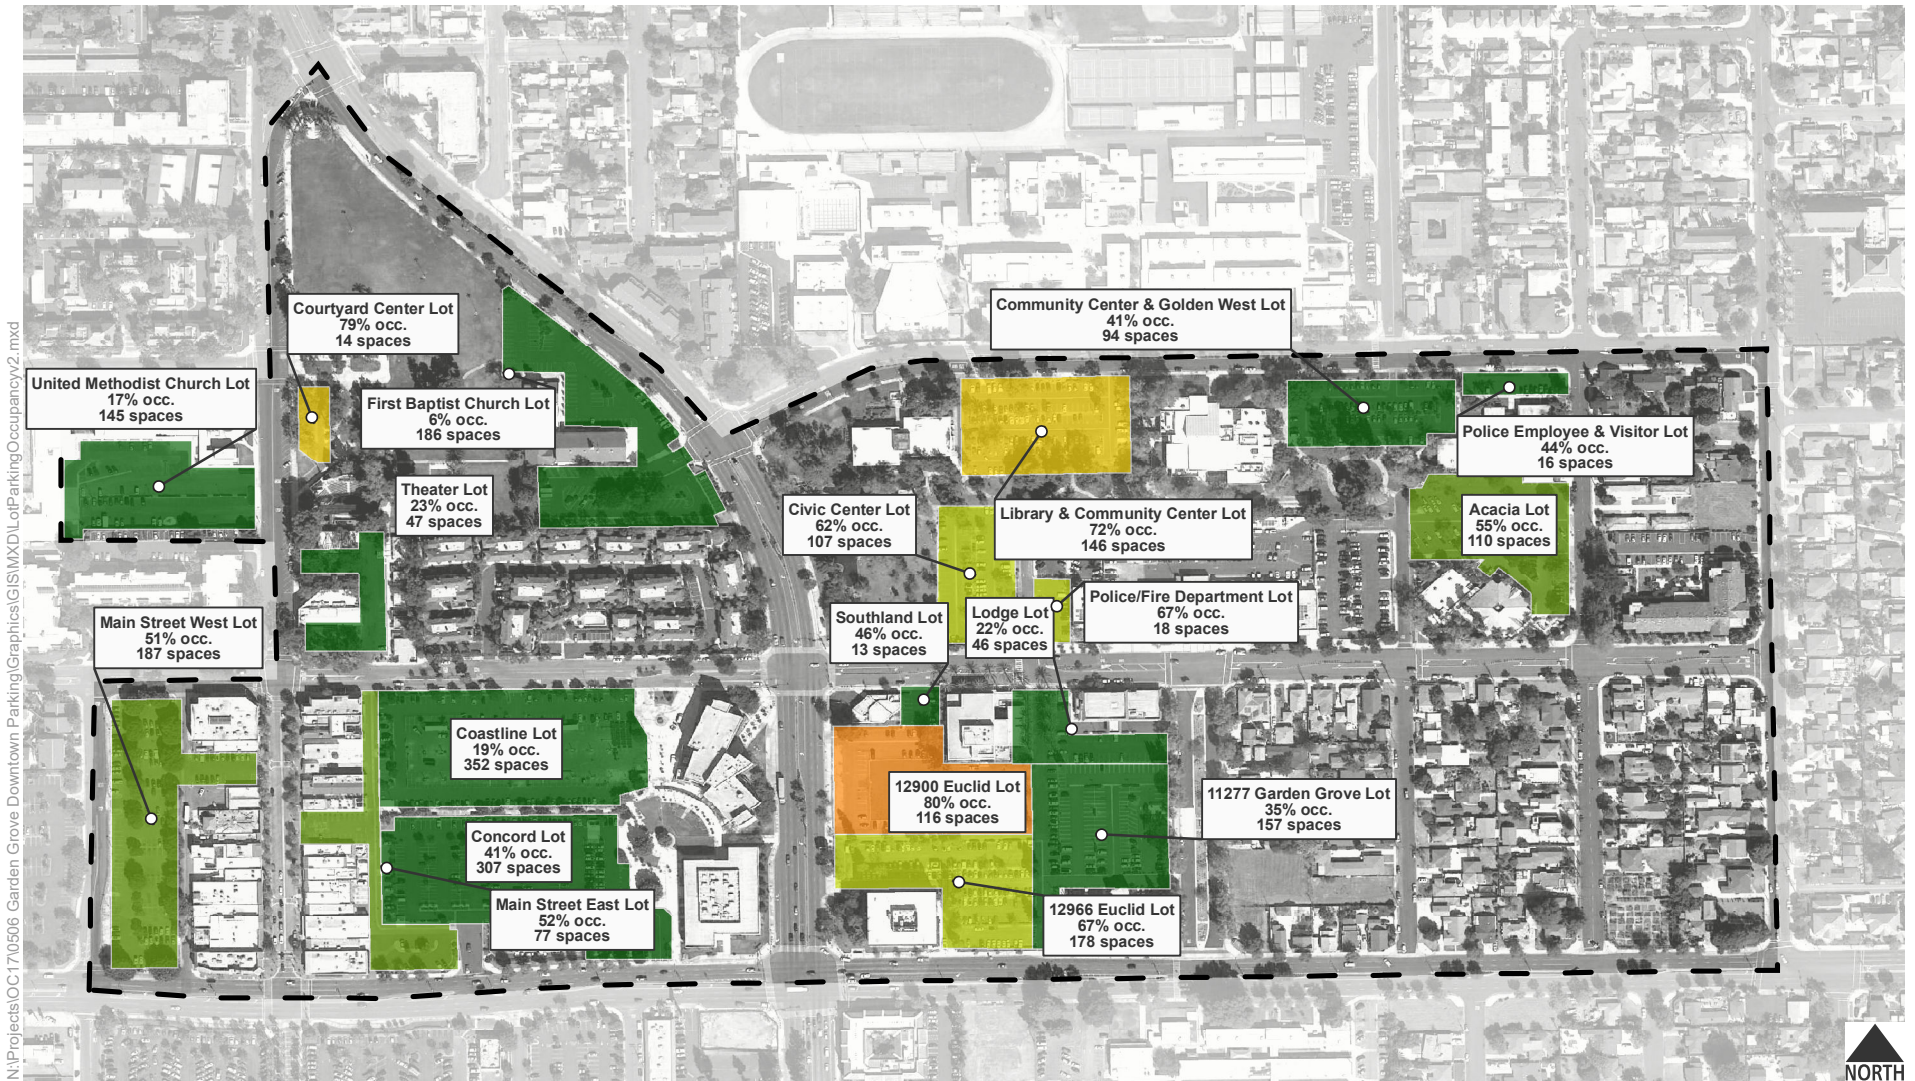 Community Center & Golden West Lot
41% occ.
94 spaces
Courtyard Center Lot
79% occ.
14 spaces
United Methodist Church Lot
17% occ.
145 spaces
First Baptist Church Lot
6% occ.
186 spaces
Police Employee & Visitor Lot
44% occ.
16 spaces
Theater Lot
23% occ.
47 spaces
Civic Center Lot
62% occ.
107 spaces
Library & Community Center Lot
72% occ.
146 spaces
Acacia Lot
55% occ.
110 spaces
Police/Fire Department Lot
67% occ.
18 spaces
Southland Lot
46% occ.
13 spaces
Lodge Lot
22% occ.
46 spaces
Main Street West Lot
51% occ.
187 spaces
Coastline Lot
19% occ.
352 spaces
12900 Euclid Lot
80% occ.
116 spaces
11277 Garden Grove Lot
35% occ.
157 spaces
Concord Lot
41% occ.
307 spaces
Main Street East Lot
52% occ.
77 spaces
12966 Euclid Lot
67% occ.
178 spaces
N:\Projects\OC17\0506 Garden Grove Downtown Parking\Graphics\GIS\MXD\LotParkingOccupancyv2.mxd
NORTH